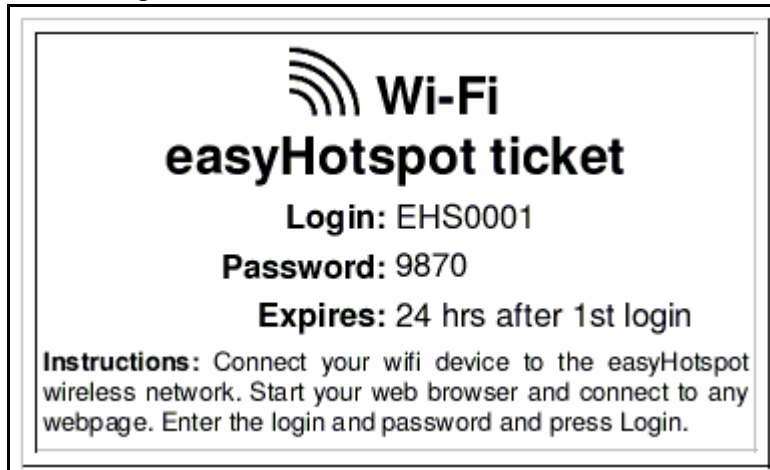 Wi-Fi
easyHotspot ticket
Login: EHS0001
Password: 9870
Expires: 24 hrs after 1st login
Instructions: Connect your wifi device to the easyHotspot
wireless network. Start your web browser and connect to any
webpage. Enter the login and password and press Login.